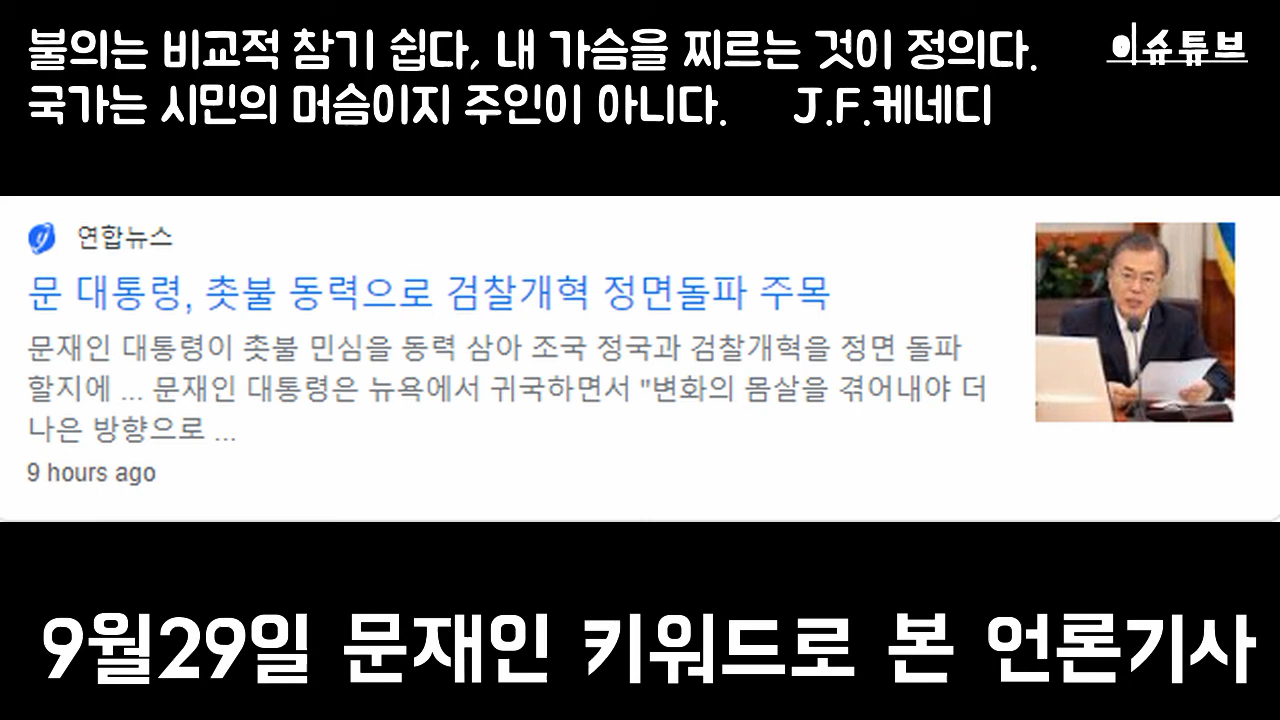 불의는 비교적 참기 쉽다, 내 가슴을 찌르는 것이 정의다.
이슈튜브
국가는 시민의 머슴이지 주인이 아니다. J.F.케네디
연합뉴스
문 대통령, 촛불 동력으로 검찰개혁 정면돌파 주목
문재인 대통령이 촛불 민심을 동력 삼아 조국 정국과 검찰개혁을 정면 돌파
할지에 ... 문재인 대통령은 뉴욕에서 귀국하면서 "변화의 몸살을 겪어내야 더
나은 방향으로 ...
9 hours ago
9월29일 문재인 키워드로 본 언론기사